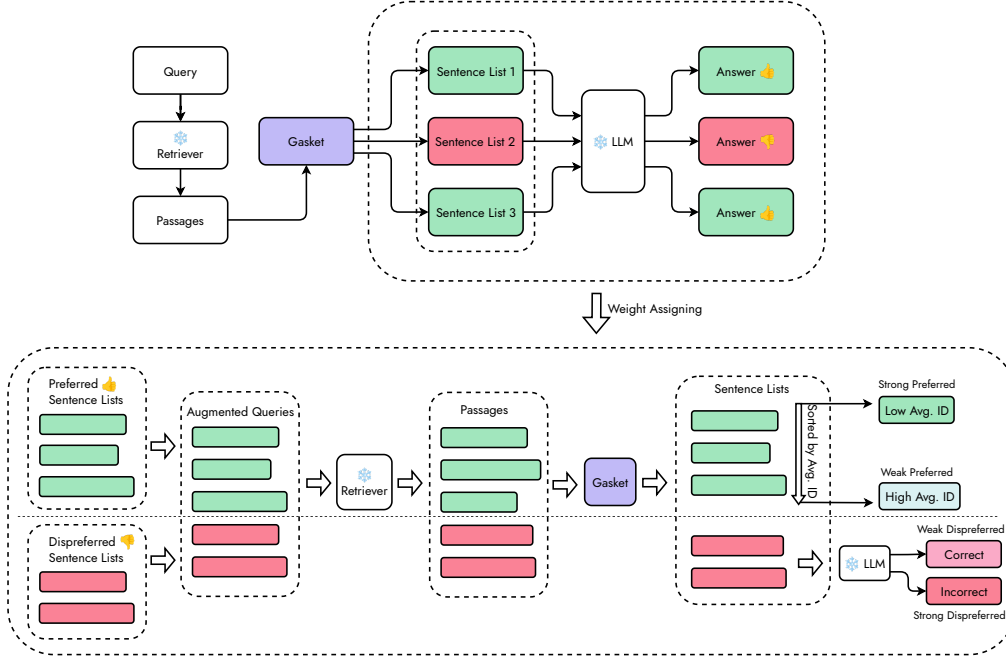 Query
Retriever
Passages
Gasket
Sentence List 1
Sentence List 2
Sentence List 3
LLM
Answer 👍
Answer 👎
Answer 👍
Weight Assigning
Preferred 👍
Sentence Lists
Dispreferred 👎
Sentence Lists
Augmented Queries
Retriever
Passages
Gasket
Sentence Lists
Sorted by Avg. ID
Strong Preferred
Low Avg. ID
Weak Preferred
High Avg. ID
LLM
Weak Dispreferred
Correct
Incorrect
Strong Dispreferred